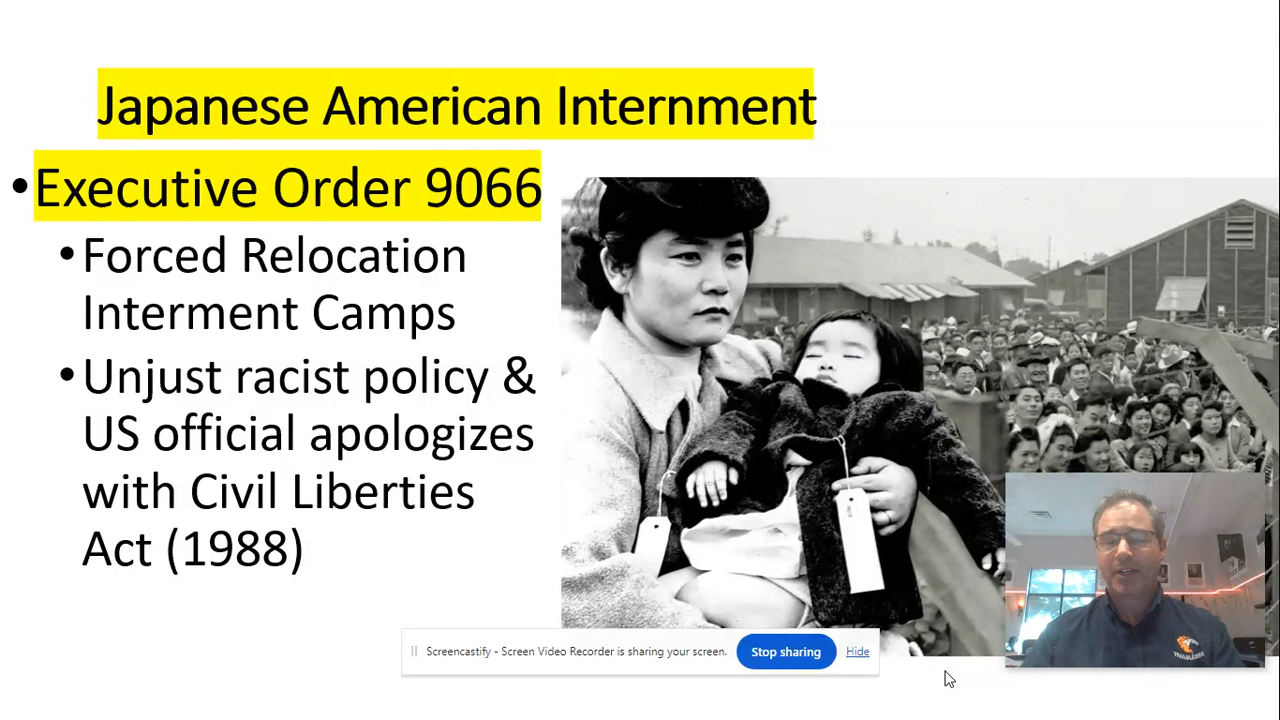 Japanese American Internment
•Executive Order 9066
•Forced Relocation
Interment Camps
•Unjust racist policy &
US official apologizes
with Civil Liberties
Act (1988)
Screencastify - Screen Video Recorder is sharing your screen.
Stop sharing
Hide